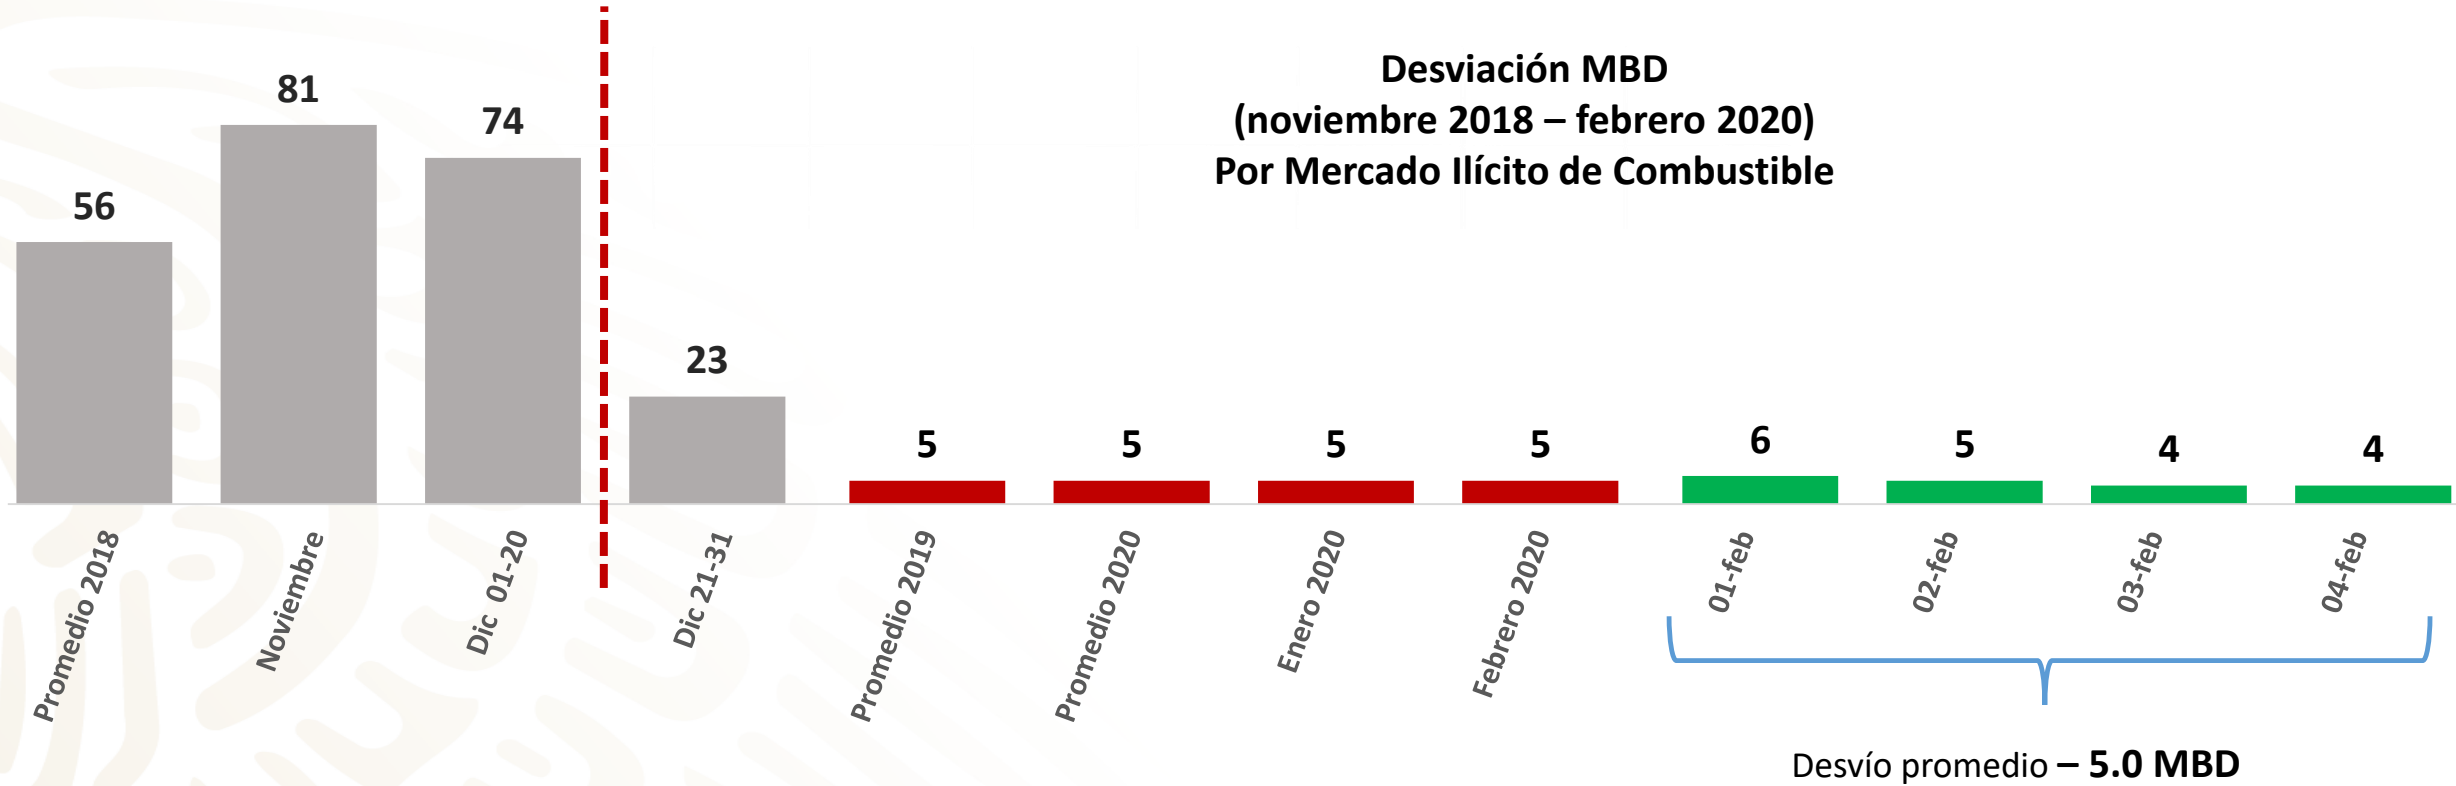 Desviación MBD
(noviembre 2018 – febrero 2020)
Por Mercado Ilícito de Combustible
56
81
74
23
5
5
5
5
6
5
4
4
Promedio 2018
Noviembre
Dic 01-20
Dic 21-31
Promedio 2019
Promedio 2020
Enero 2020
Febrero 2020
01-feb
02-feb
03-feb
04-feb
Desvío promedio – 5.0 MBD